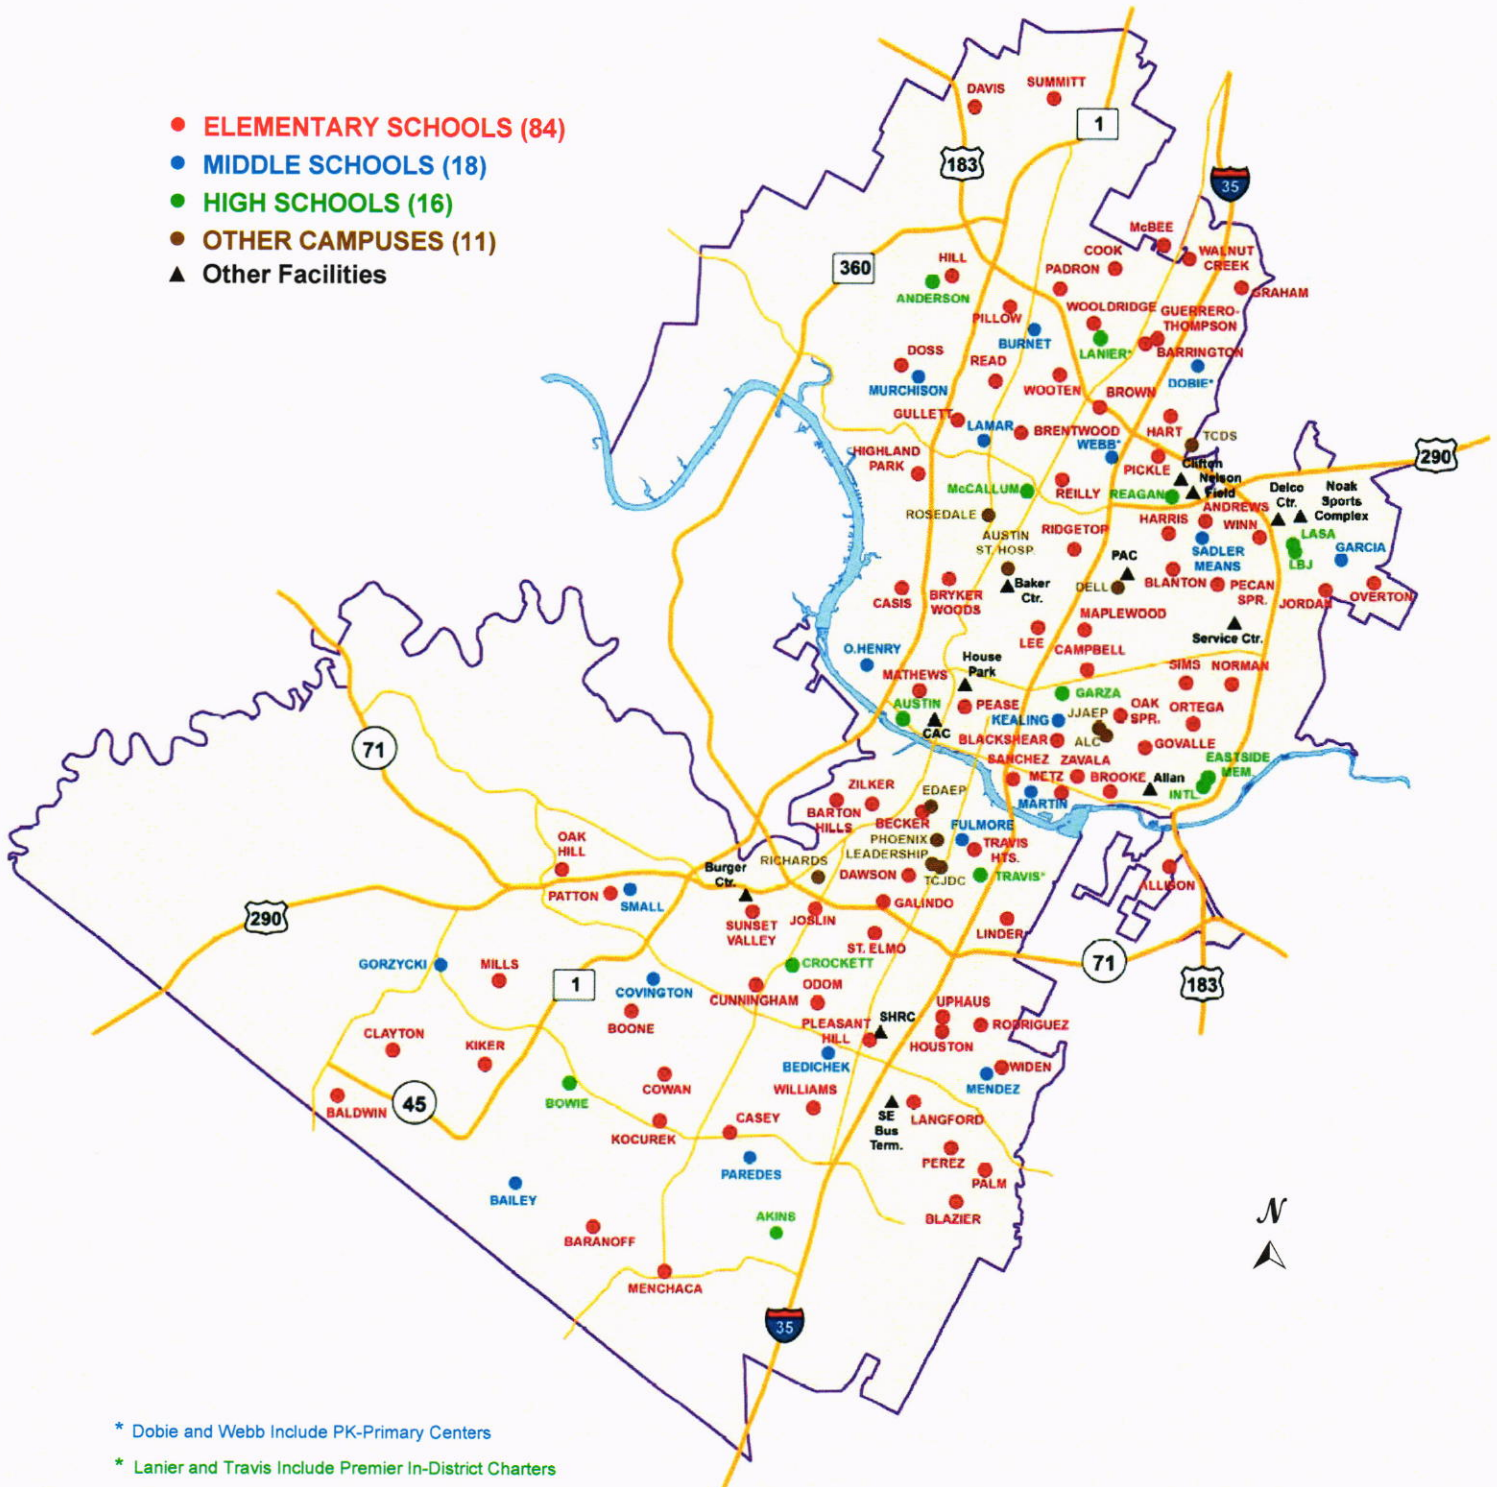 ELEMENTARY SCHOOLS (84)
MIDDLE SCHOOLS (18)
HIGH SCHOOLS (16)
OTHER CAMPUSES (11)
Other Facilities
DAVIS
SUMMITT
1
183
35
McBEE
COOK
WALNUT
CREEK
360
HILL
PADRON
ANDERSON
GRAHAM
WOOLDRIDGE
GUERRERO-
THOMPSON
PILLOW
BURNET
LANIER*
BARRINGTON
DOSS
READ
MURCHISON
WOOTEN
DOBIE*
BROWN
GULLETT
LAMAR
BRENTWOOD
HART
TCDS
WEBB*
HIGHLAND
PARK
PICKLE
Clifton
Nelson
Field
290
McCALLUM
REILLY
REAGAN
Delco
Ctr.
Noak
Sports
Complex
ROSEDALE
ANDREWS
HARRIS
WINN
RIDGETOP
AUSTIN
ST. HOSP.
LASA
SADLER
MEANS
GARCIA
PAC
LBJ
Baker
Ctr.
DELL
BLANTON
PECAN
SPR.
JORDAN
OVERTON
CASIS
BRYKER
WOODS
MAPLEWOOD
LEE
Service Ctr.
CAMPBELL
O.HENRY
House
Park
SIMS
NORMAN
MATHEWS
GARZA
AUSTIN
PEASE
OAK
SPR.
ORTEGA
KEALING
JJAEP
CAC
BLACKSHEAR
ALC
GOVALLE
71
SANCHEZ
ZAVALA
EASTSIDE
MEM.
METZ
BROOKE
Allan
INTL.
MARTIN
ZILKER
EDAEP
BARTON
HILLS
BECKER
FULMORE
OAK
HILL
PHOENIX
TRAVIS
HTS.
LEADERSHIP
RICHARDS
Burger
Ctr.
DAWSON
TCJDC
TRAVIS*
ALLISON
PATTON
SMALL
GALINDO
290
SUNSET
VALLEY
JOSLIN
LINDER
ST. ELMO
GORZYCKI
MILLS
CROCKETT
71
1
COVINGTON
CUNNINGHAM
ODOM
183
BOONE
UPHAUS
PLEASANT
HILL
SHRC
RODRIGUEZ
CLAYTON
KIKER
HOUSTON
BEDICHEK
WIDEN
MENDEZ
COWAN
WILLIAMS
BALDWIN
45
BOWIE
SE
Bus
Term.
LANGFORD
KOCUREK
CASEY
PEREZ
PAREDES
PALM
BAILEY
BLAZIER
N
AKINS
BARANOFF
MENCHACA
35
* Dobie and Webb Include PK-Primary Centers
* Lanier and Travis Include Premier In-District Charters